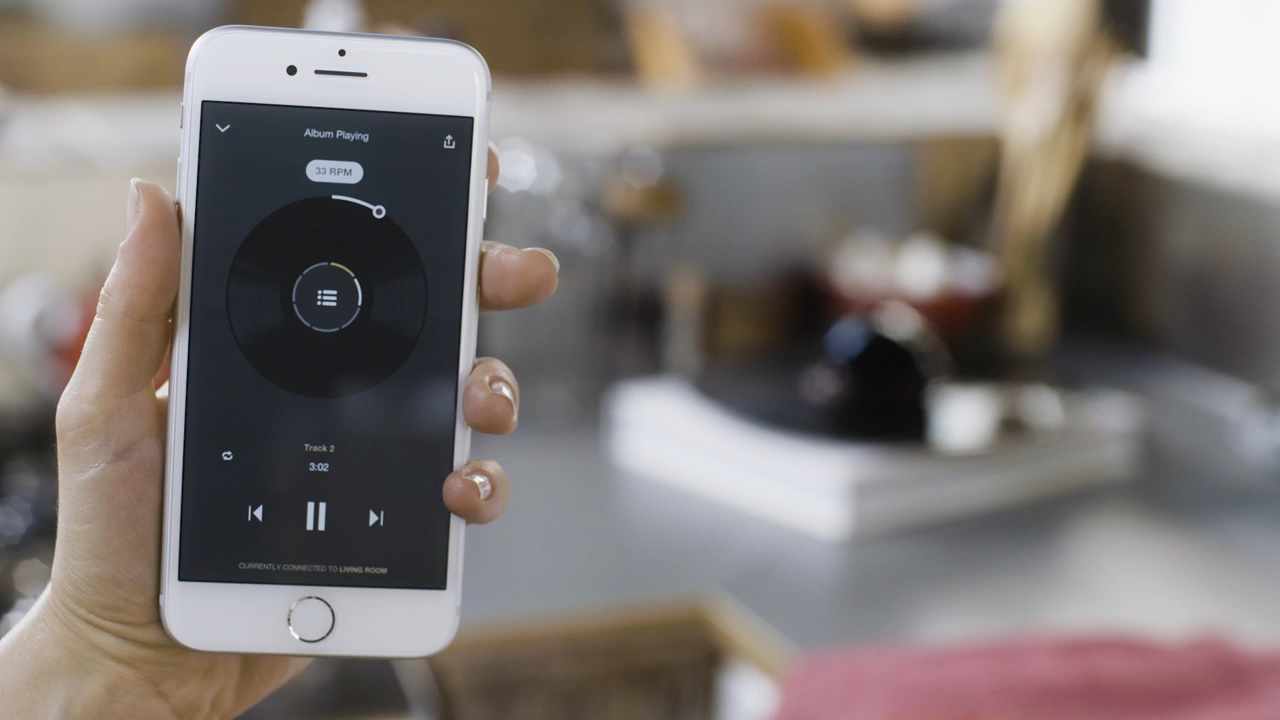 Album Playing
33 RPM
Track 2
3:02
CURRENTLY CONNECTED TO LIVING ROOM